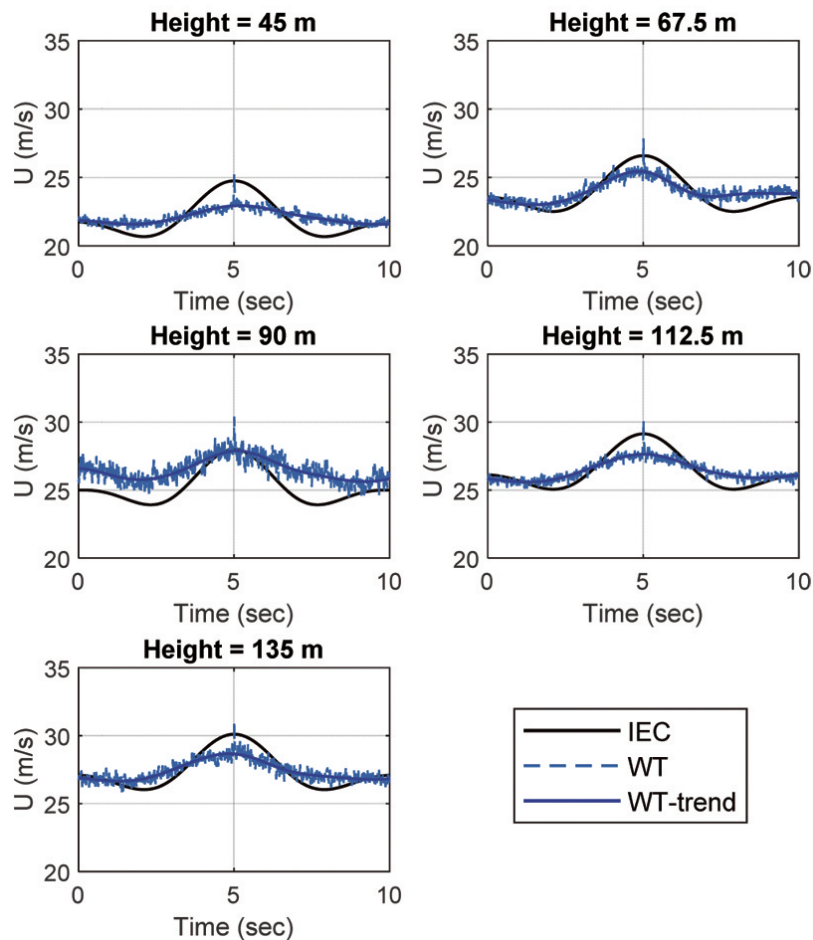 Height = 45 m
35
30
25
20
U (m/s)
0 5 10
Time (sec)
Height = 67.5 m
35
30
25
20
U (m/s)
0 5 10
Time (sec)
Height = 90 m
35
30
25
20
U (m/s)
0 5 10
Time (sec)
Height = 112.5 m
35
30
25
20
U (m/s)
0 5 10
Time (sec)
Height = 135 m
35
30
25
20
U (m/s)
0 5 10
Time (sec)
IEC
WT
WT-trend